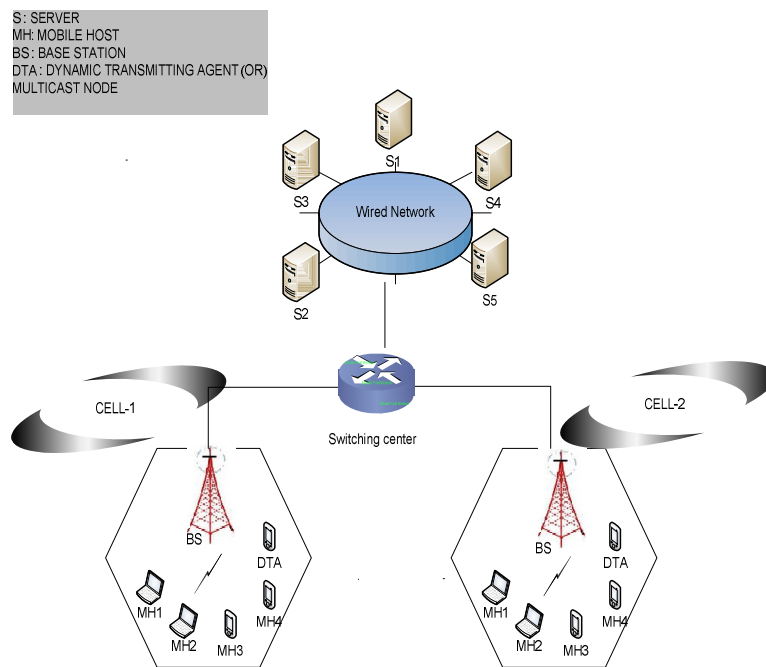 S: SERVER
MH: MOBILE HOST
BS: BASE STATION
DTA: DYNAMIC TRANSMITTING AGENT(OR)
MULTICAST NODE
S1
S3
S4
Wired Network
S2
S5
CELL-1
CELL-2
Switching center
BS
DTA
MH1
MH2
MH3
MH4
BS
DTA
MH1
MH2
MH3
MH4